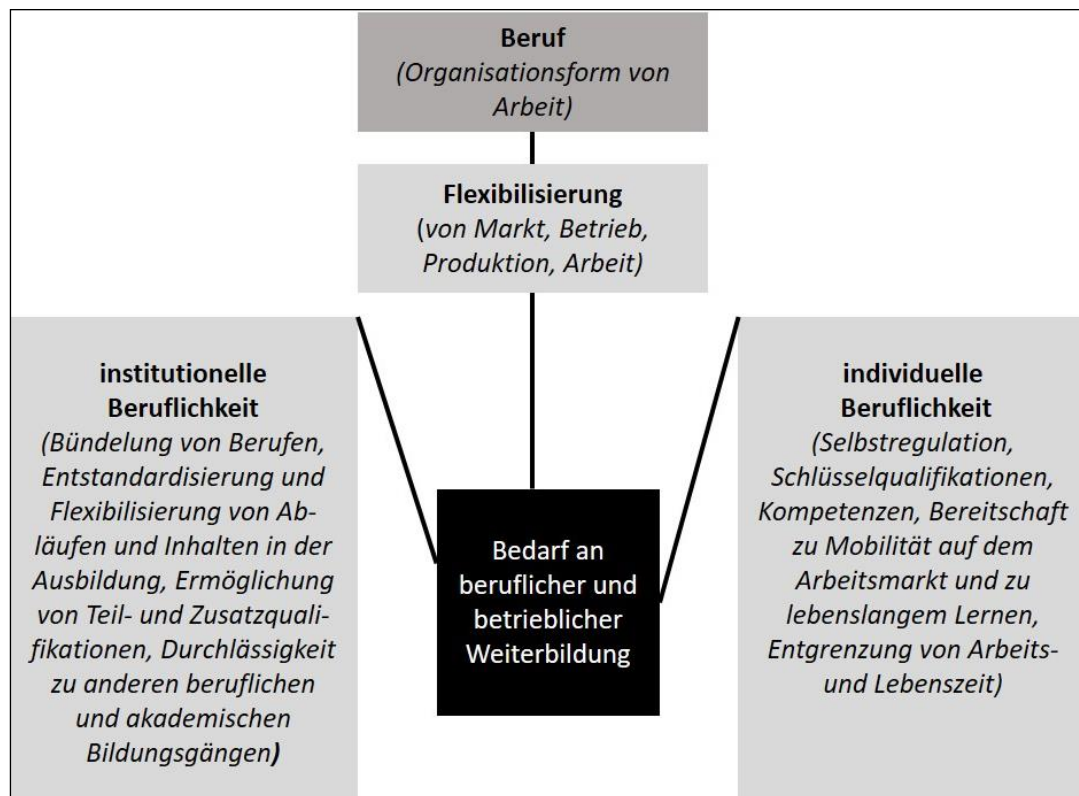 Beruf
(Organisationsform von
Arbeit)
Flexibilisierung
(von Markt, Betrieb,
Produktion, Arbeit)
institutionelle
Beruflichkeit
(Bündelung von Berufen,
Entstandardisierung und
Flexibilisierung von Ab-
läufen und Inhalten in der
Ausbildung, Ermöglichung
von Teil- und Zusatzquali-
fikationen, Durchlässigkeit
zu anderen beruflichen
und akademischen
Bildungsgängen)
Bedarf an
beruflicher und
betrieblicher
Weiterbildung
individuelle
Beruflichkeit
(Selbstregulation,
Schlüsselqualifikationen,
Kompetenzen, Bereitschaft
zu Mobilität auf dem
Arbeitsmarkt und zu
lebenslangem Lernen,
Entgrenzung von Arbeits-
und Lebenszeit)